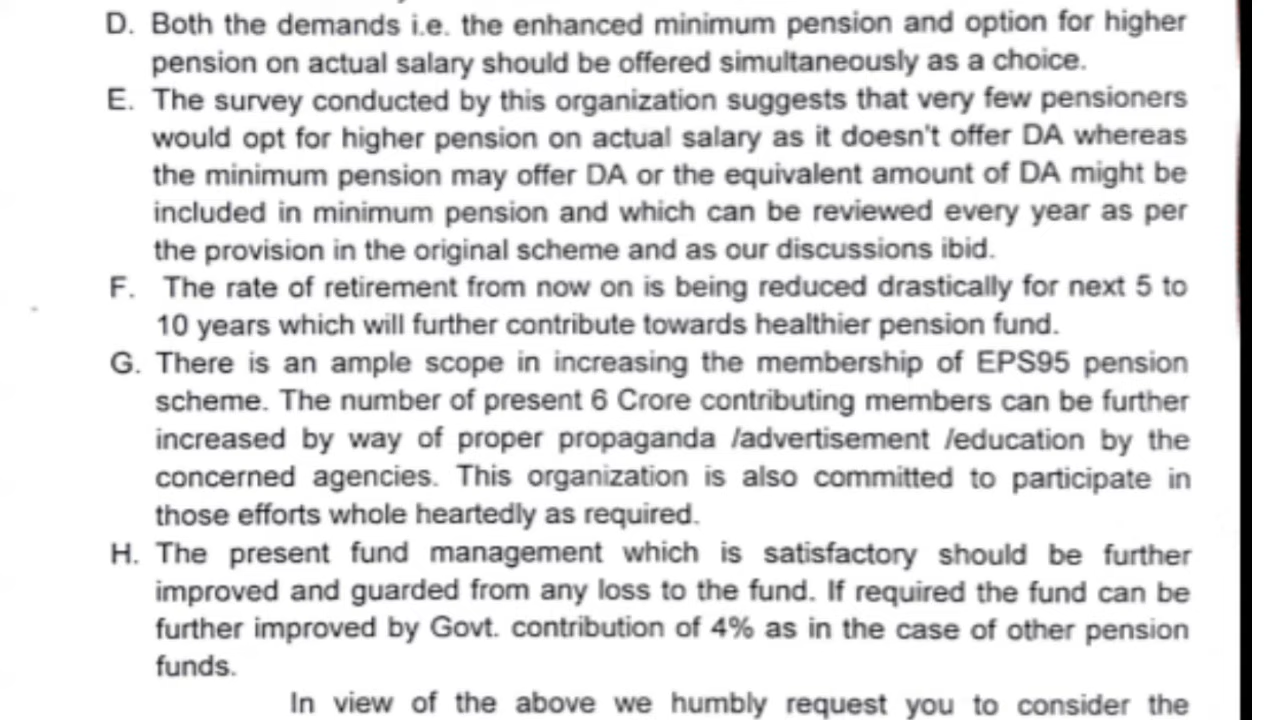 D. Both the demands i.e. the enhanced minimum pension and option for higher
pension on actual salary should be offered simultaneously as a choice.
E. The survey conducted by this organization suggests that very few pensioners
would opt for higher pension on actual salary as it doesn't offer DA whereas
the minimum pension may offer DA or the equivalent amount of DA might be
included in minimum pension and which can be reviewed every year as per
the provision in the original scheme and as our discussions ibid.
F. The rate of retirement from now on is being reduced drastically for next 5 to
10 years which will further contribute towards healthier pension fund.
G. There is an ample scope in increasing the membership of EPS95 pension
scheme. The number of present 6 Crore contributing members can be further
increased by way of proper propaganda /advertisement /education by the
concerned agencies. This organization is also committed to participate in
those efforts whole heartedly as required.
H. The present fund management which is satisfactory should be further
improved and guarded from any loss to the fund. If required the fund can be
further improved by Govt. contribution of 4% as in the case of other pension
funds.
In view of the above we humbly request you to consider the